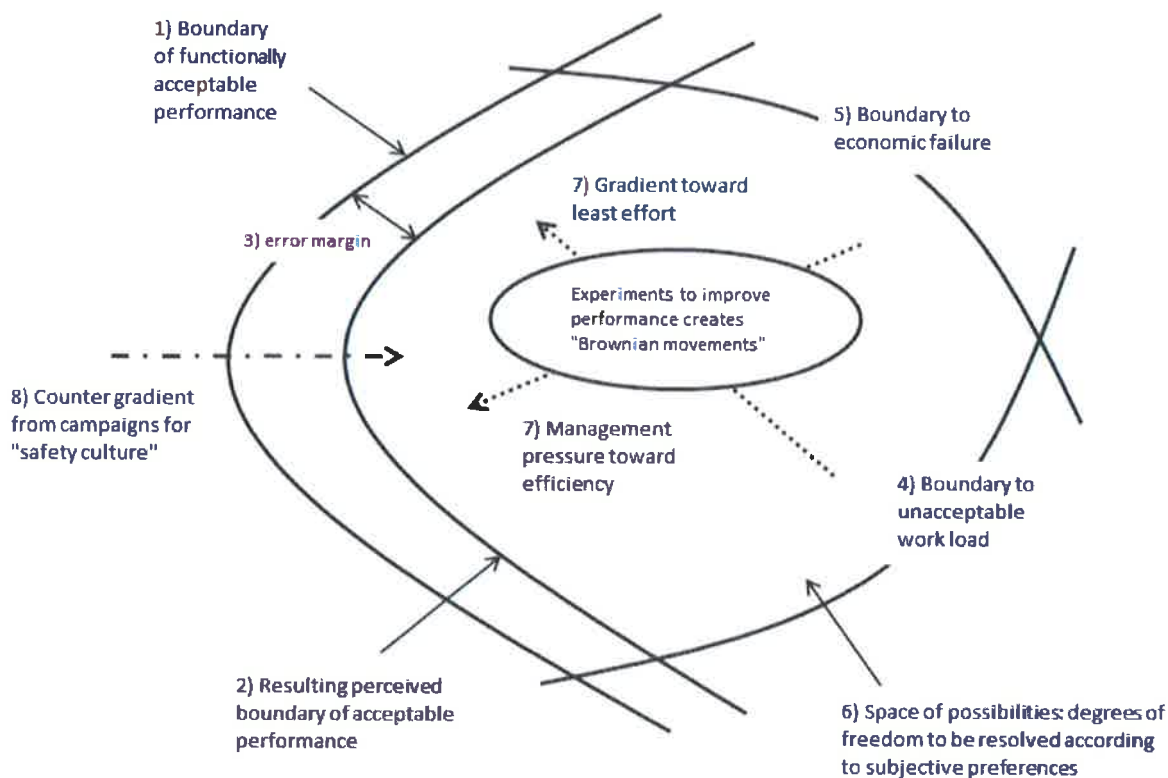 1) Boundary
of functionally
acceptable
performance
5) Boundary to
economic failure
7) Gradient toward
least effort
3) error margin
Experiments to improve
performance creates
"Brownian movements"
8) Counter gradient
from campaigns for
"safety culture"
7) Management
pressure toward
efficiency
4) Boundary to
unacceptable
work load
2) Resulting perceived
boundary of acceptable
performance
6) Space of possibilities: degrees of
freedom to be resolved according
to subjective preferences